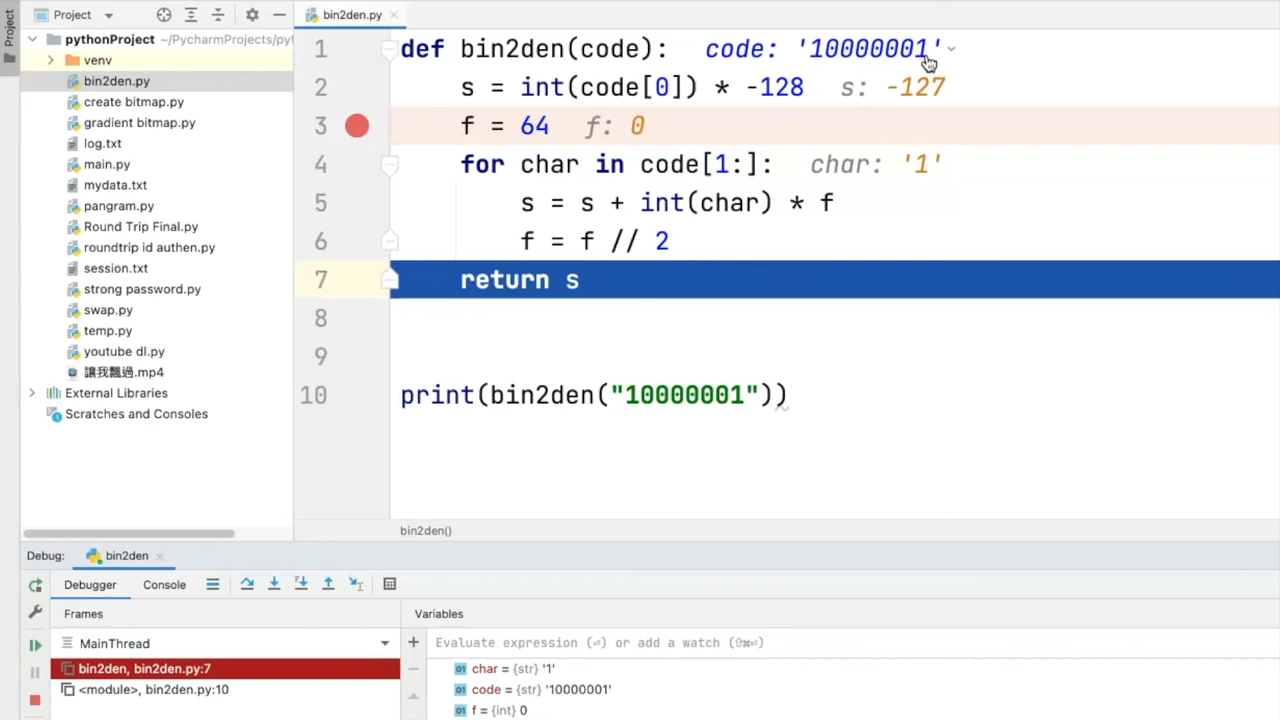 Project
Project
bin2den.py
pythonProject ~/PycharmProjects/pyt
venv
bin2den.py
create bitmap.py
gradient bitmap.py
log.txt
main.py
mydata.txt
pangram.py
Round Trip Final.py
roundtrip id authen.py
session.txt
strong password.py
swap.py
temp.py
youtube dl.py
讓我飄過.mp4
External Libraries
Scratches and Consoles
1 def bin2den(code): code: '10000001'
2 s = int(code[0]) * -128 s: -127
3 f = 64 f: 0
4 for char in code[1:]: char: '1'
5 s = s + int(char) * f
6 f = f // 2
7 return s
8
9
10 print(bin2den("10000001"))
bin2den()
Debug: bin2den
Debugger Console
Frames
Variables
MainThread
Evaluate expression (⏎) or add a watch (⇧⌘⏎)
bin2den, bin2den.py:7
<module>, bin2den.py:10
char = {str} '1'
code = {str} '10000001'
f = {int} 0